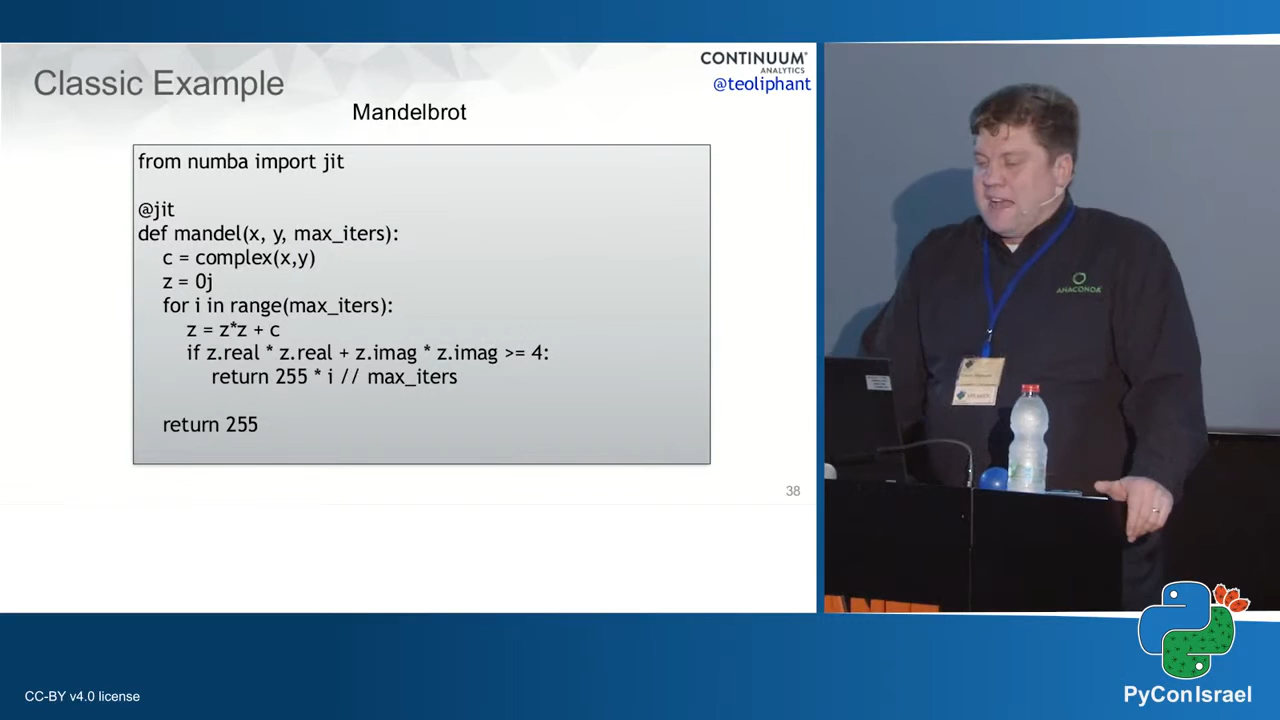 Classic Example
CONTINUUM
ANALYTICS
@teoliphant
Mandelbrot
from numba import jit
@jit
def mandel(x, y, max_iters):
c = complex(x,y)
z = 0j
for i in range(max_iters):
z = z*z + c
if z.real * z.real + z.imag * z.imag >= 4:
return 255 * i // max_iters
return 255
38
ANACONDA
SPEAKER
PyConIsrael
CC-BY v4.0 license